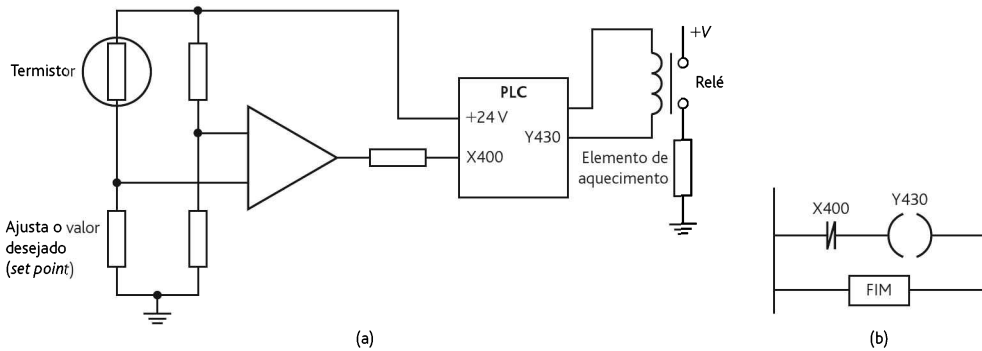 Termistor
Ajusta o valor
desejado
(set point)
PLC
+24 V
Y430
X400
+V
Relé
Elemento de
aquecimento
(a)
X400
Y430
FIM
(b)